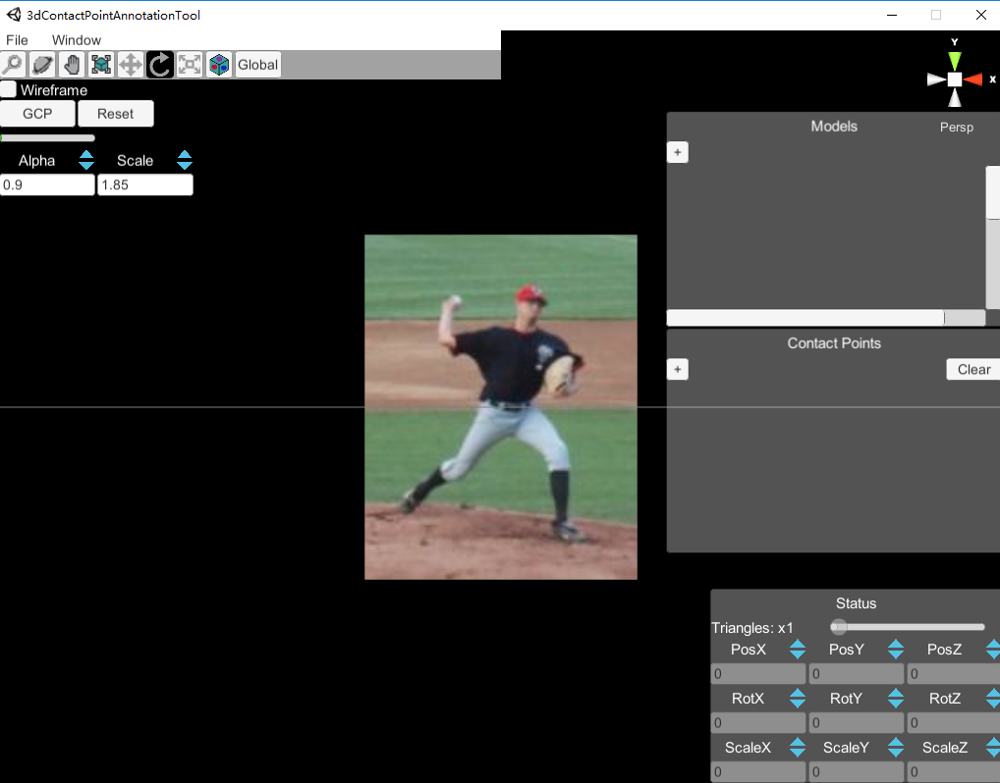 3dContactPointAnnotationTool
File Window
Global
Wireframe
GCP Reset
Alpha Scale
0.9 1.85
Y
X
Models Persp
+
Contact Points
+ Clear
Status
Triangles: x1
PosX PosY PosZ
0 0 0
RotX RotY RotZ
0 0 0
ScaleX ScaleY ScaleZ
0 0 0